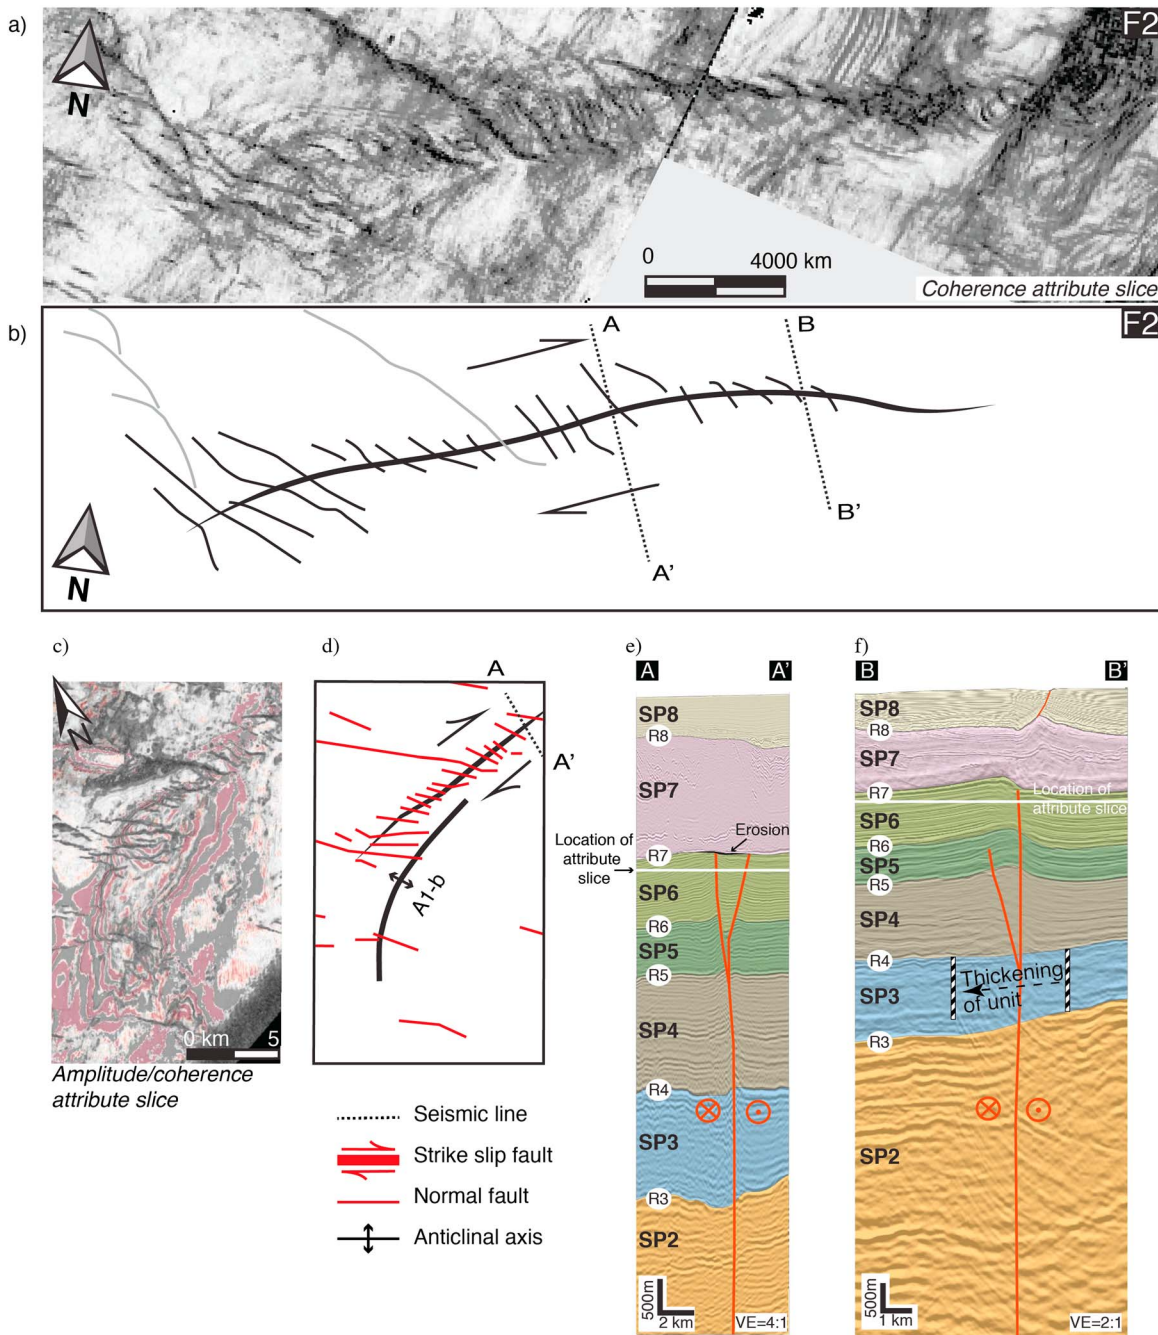 a)
F2
N
0 4000 km
Coherence attribute slice
b)
F2
A B
B'
A'
N
c)
N
0 km 5
Amplitude/coherence
attribute slice
d)
A
A'
A1-b
Seismic line
Strike slip fault
Normal fault
Anticlinal axis
e)
A A'
SP8
R8
SP7
Erosion
Location of
attribute
slice
R7
SP6
R6
SP5
R5
SP4
R4
SP3
R3
SP2
500m
2 km
VE=4:1
f)
B B'
SP8
R8
SP7
R7
Location of
attribute slice
SP6
R6
SP5
R5
SP4
R4
Thickening
of unit
SP3
R3
SP2
500m
1 km
VE=2:1